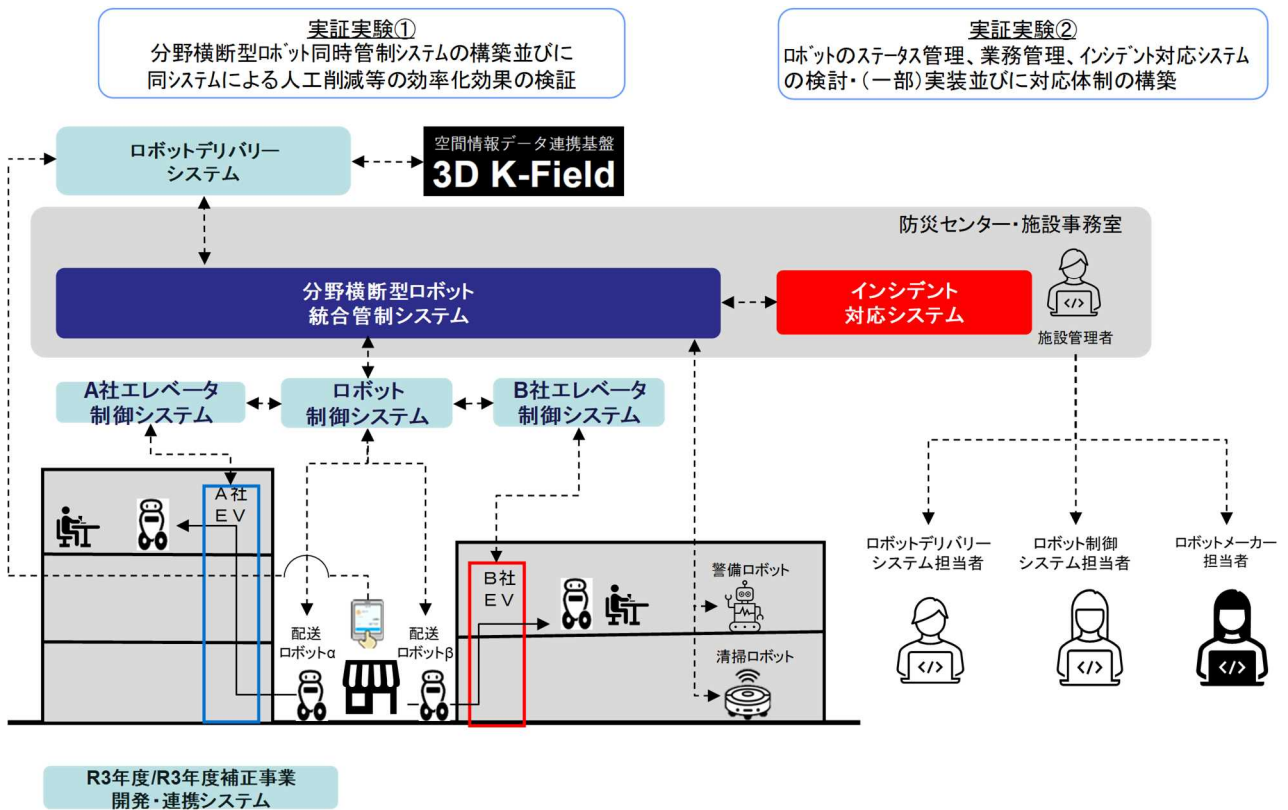 実証実験①
分野横断型ロボット同時管制システムの構築並びに
同システムによる人工削減等の効率化効果の検証
実証実験②
ロボットのステータス管理、業務管理、インシデント対応システム
の検討・（一部）実装並びに対応体制の構築
ロボットデリバリー
システム
空間情報データ連携基盤
3D K-Field
防災センター・施設事務室
分野横断型ロボット
統合管制システム
インシデント
対応システム
</>
施設管理者
A社エレベータ
制御システム
ロボット
制御システム
B社エレベータ
制御システム
A社
EV
B社
EV
配送
ロボットα
配送
ロボットβ
警備ロボット
清掃ロボット
ロボットデリバリー
システム担当者
ロボット制御
システム担当者
ロボットメーカー
担当者
</>
</>
</>
R3年度/R3年度補正事業
開発・連携システム